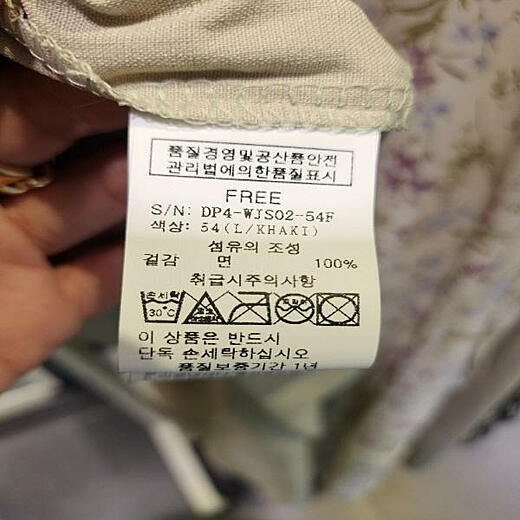 품질경영및공산품안전
관리법에의한품질표시
FREE
S/N: DP4-WJS02-54F
색상: 54(L/KHAKI)
섬유의 조성
겉감 면 100%
취급시주의사항
손세탁
30℃
이 상품은 반드시
단독 손세탁하십시오
품질보증기간 1년